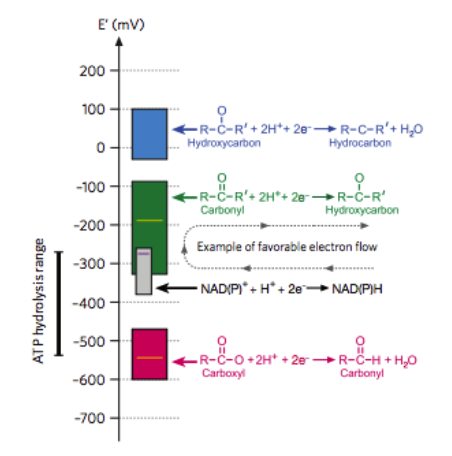 E′ (mV)
200
100
0
-100
-200
-300
-400
-500
-600
-700
ATP hydrolysis range
O
R-C-R′ + 2H⁺ + 2e⁻ → R-C-R′ + H₂O
Hydroxycarbon Hydrocarbon
O O
R-C-R′ + 2H⁺ + 2e⁻ → R-C-R′
Carbonyl Hydroxycarbon
Example of favorable electron flow
NAD(P)⁺ + H⁺ + 2e⁻ → NAD(P)H
O O
R-C-O + 2H⁺ + 2e⁻ → R-C-H + H₂O
Carboxyl Carbonyl